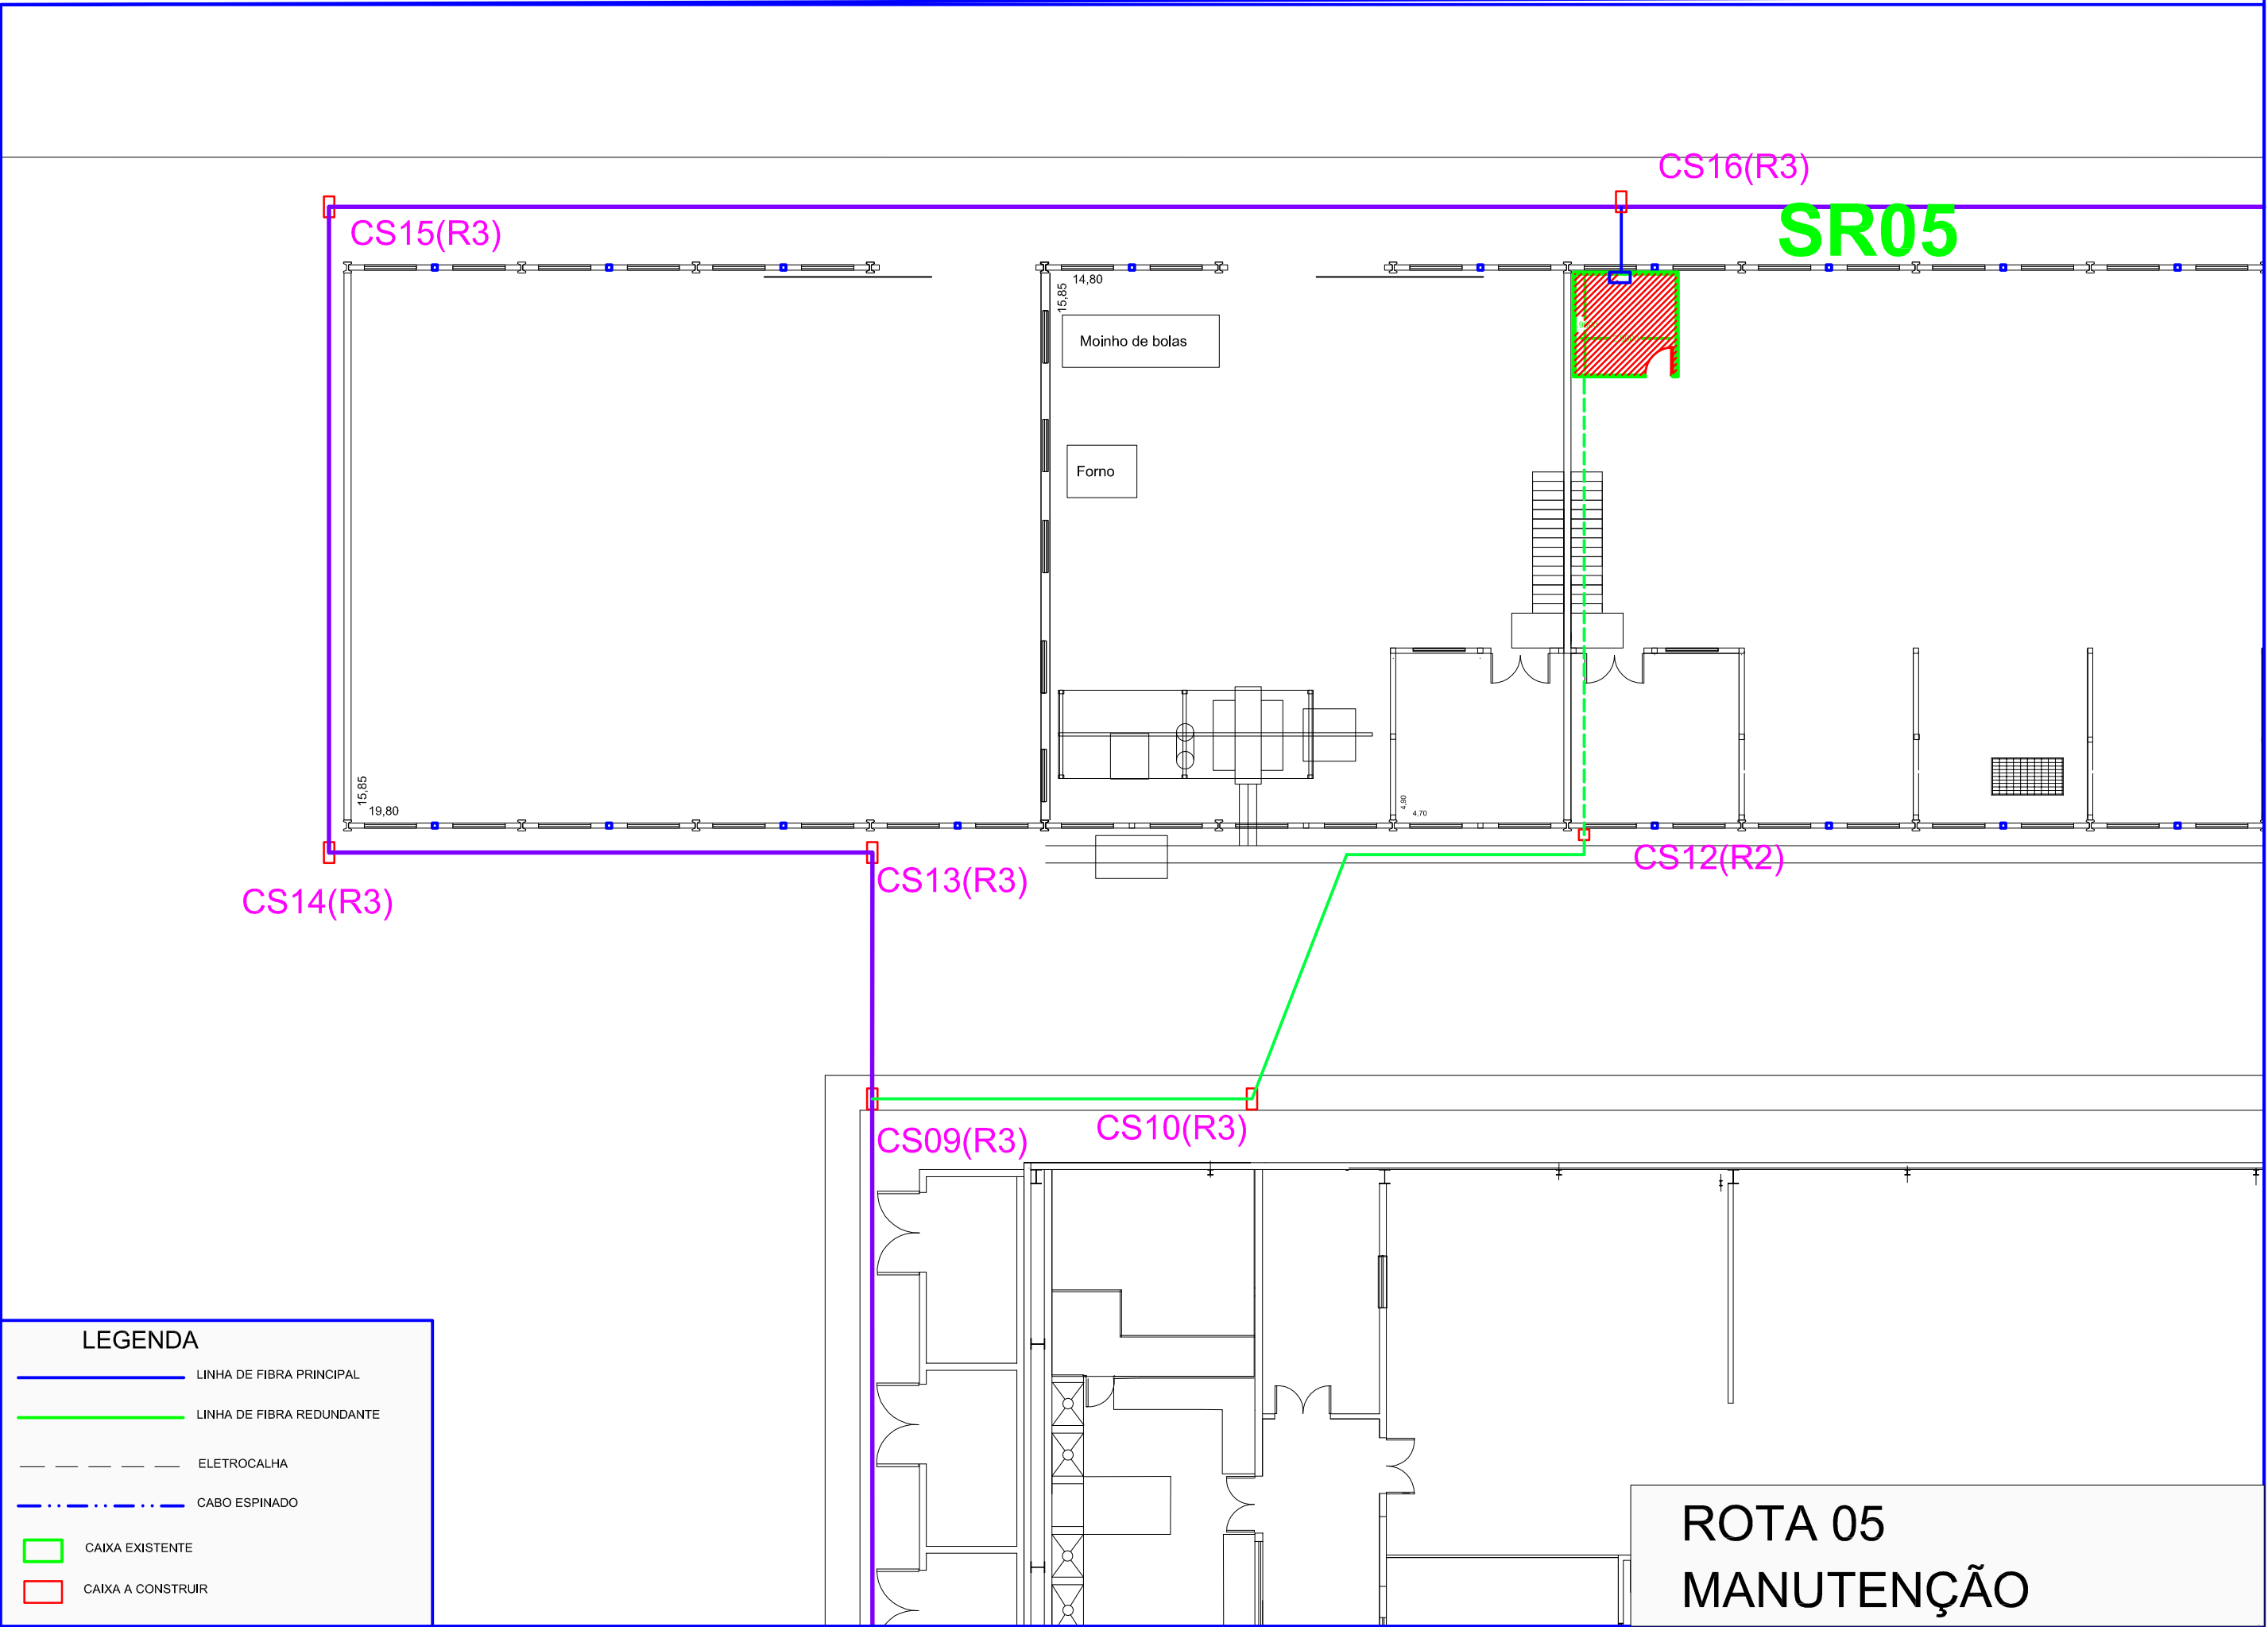 CS16(R3)
SR05
CS15(R3)
14,80
15,85
Moinho de bolas
Forno
15,85
19,80
4,90
4,70
CS12(R2)
CS13(R3)
CS14(R3)
CS10(R3)
CS09(R3)
LEGENDA
LINHA DE FIBRA PRINCIPAL
LINHA DE FIBRA REDUNDANTE
ELETROCALHA
CABO ESPINADO
CAIXA EXISTENTE
CAIXA A CONSTRUIR
ROTA 05
MANUTENÇÃO